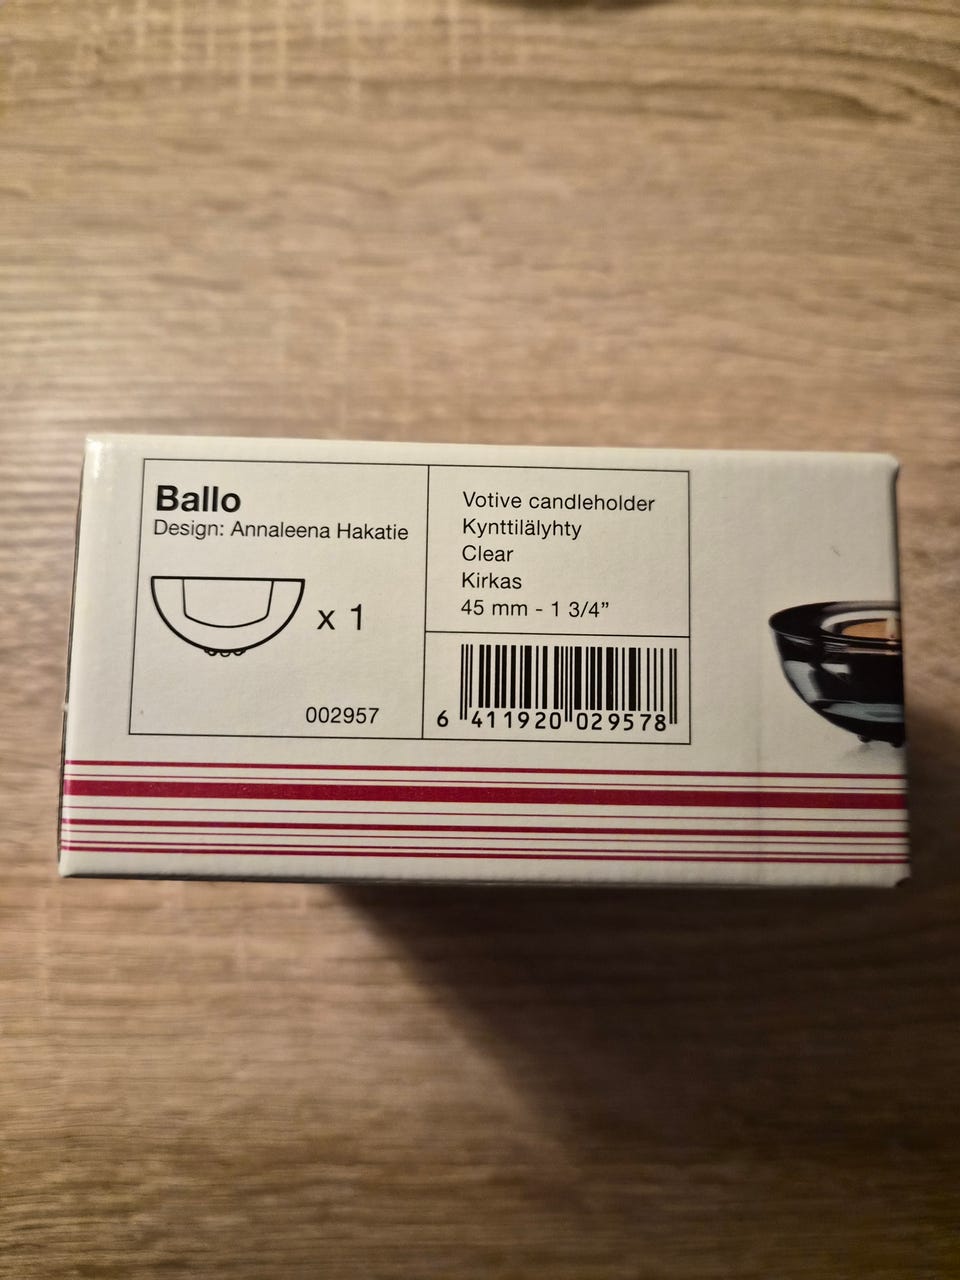 Ballo
Design: Annaleena Hakatie
x 1
002957
Votive candleholder
Kynttilälyhty
Clear
Kirkas
45 mm - 1 3/4”
6 411920 029578